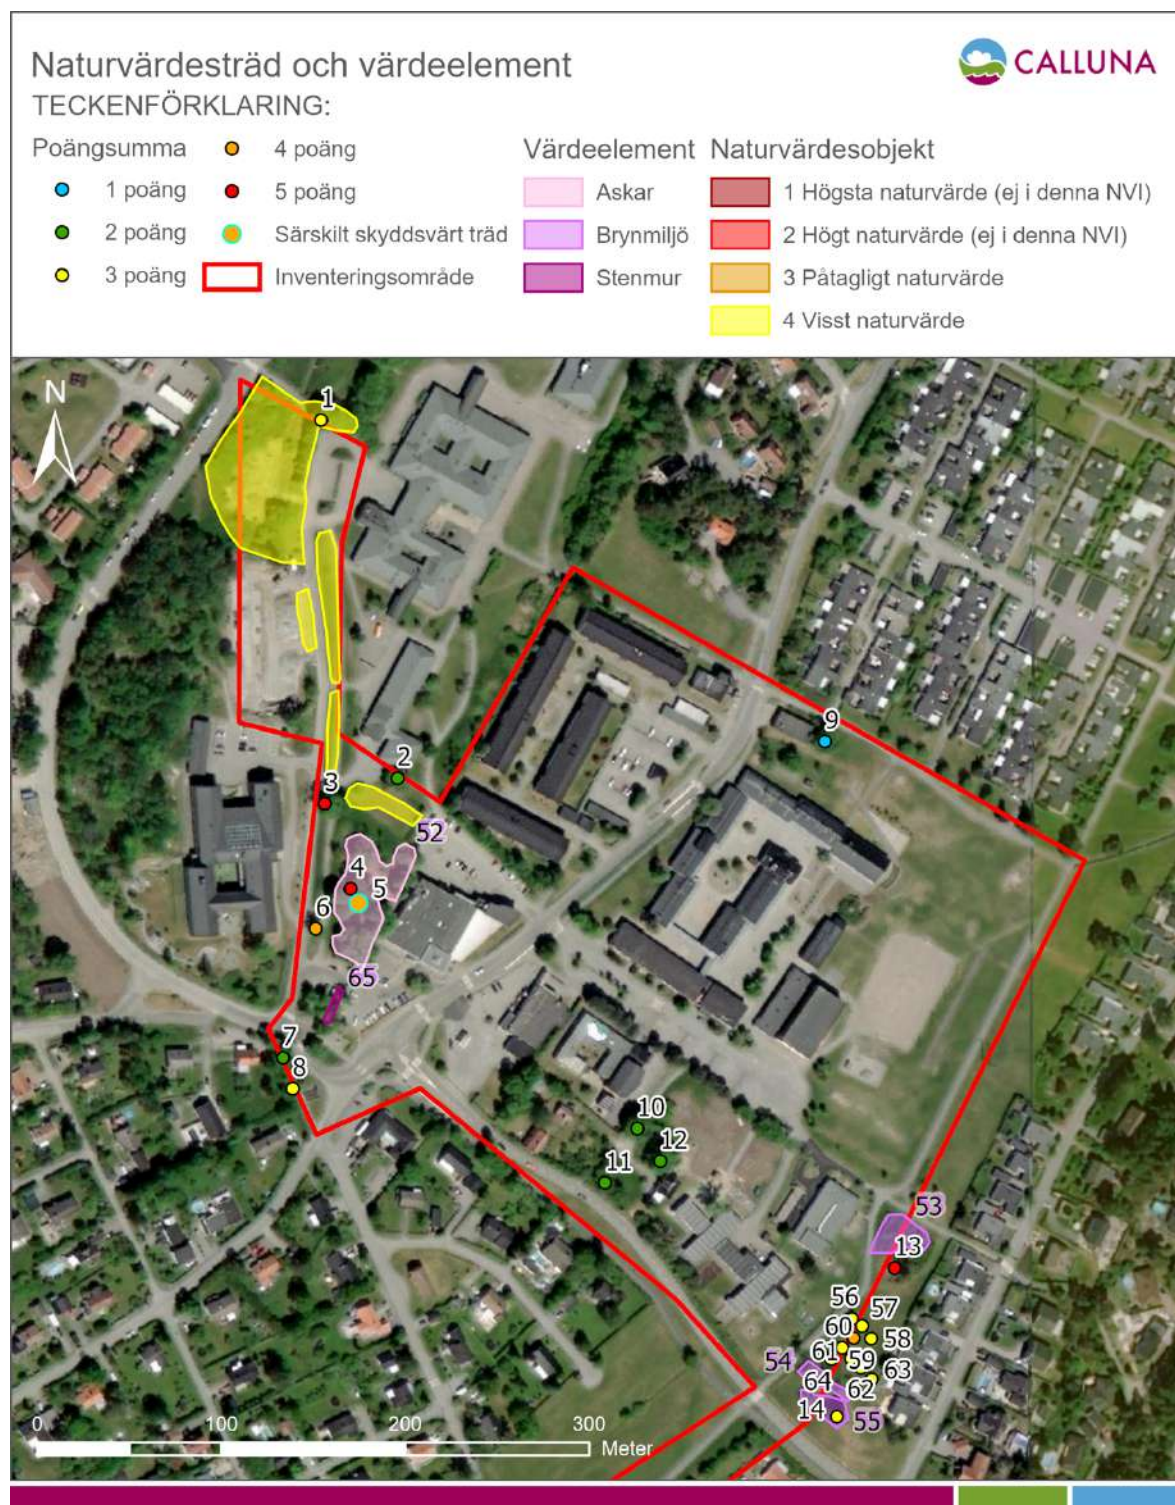 Naturvärdesträd och värdeelement
CALLUNA
TECKENFÖRKLARING:
Poängsumma
1 poäng
2 poäng
3 poäng
4 poäng
5 poäng
Särskilt skyddsvärt träd
Inventeringsområde
Värdeelement
Askar
Brynmiljö
Stenmur
Naturvärdesobjekt
1 Högsta naturvärde (ej i denna NVI)
2 Högt naturvärde (ej i denna NVI)
3 Påtagligt naturvärde
4 Visst naturvärde
N
1
9
2
3
52
4
5
6
65
7
8
10
12
11
53
13
56
57
60
58
61
59
54
63
64
62
14
55
0 100 200 300
Meter